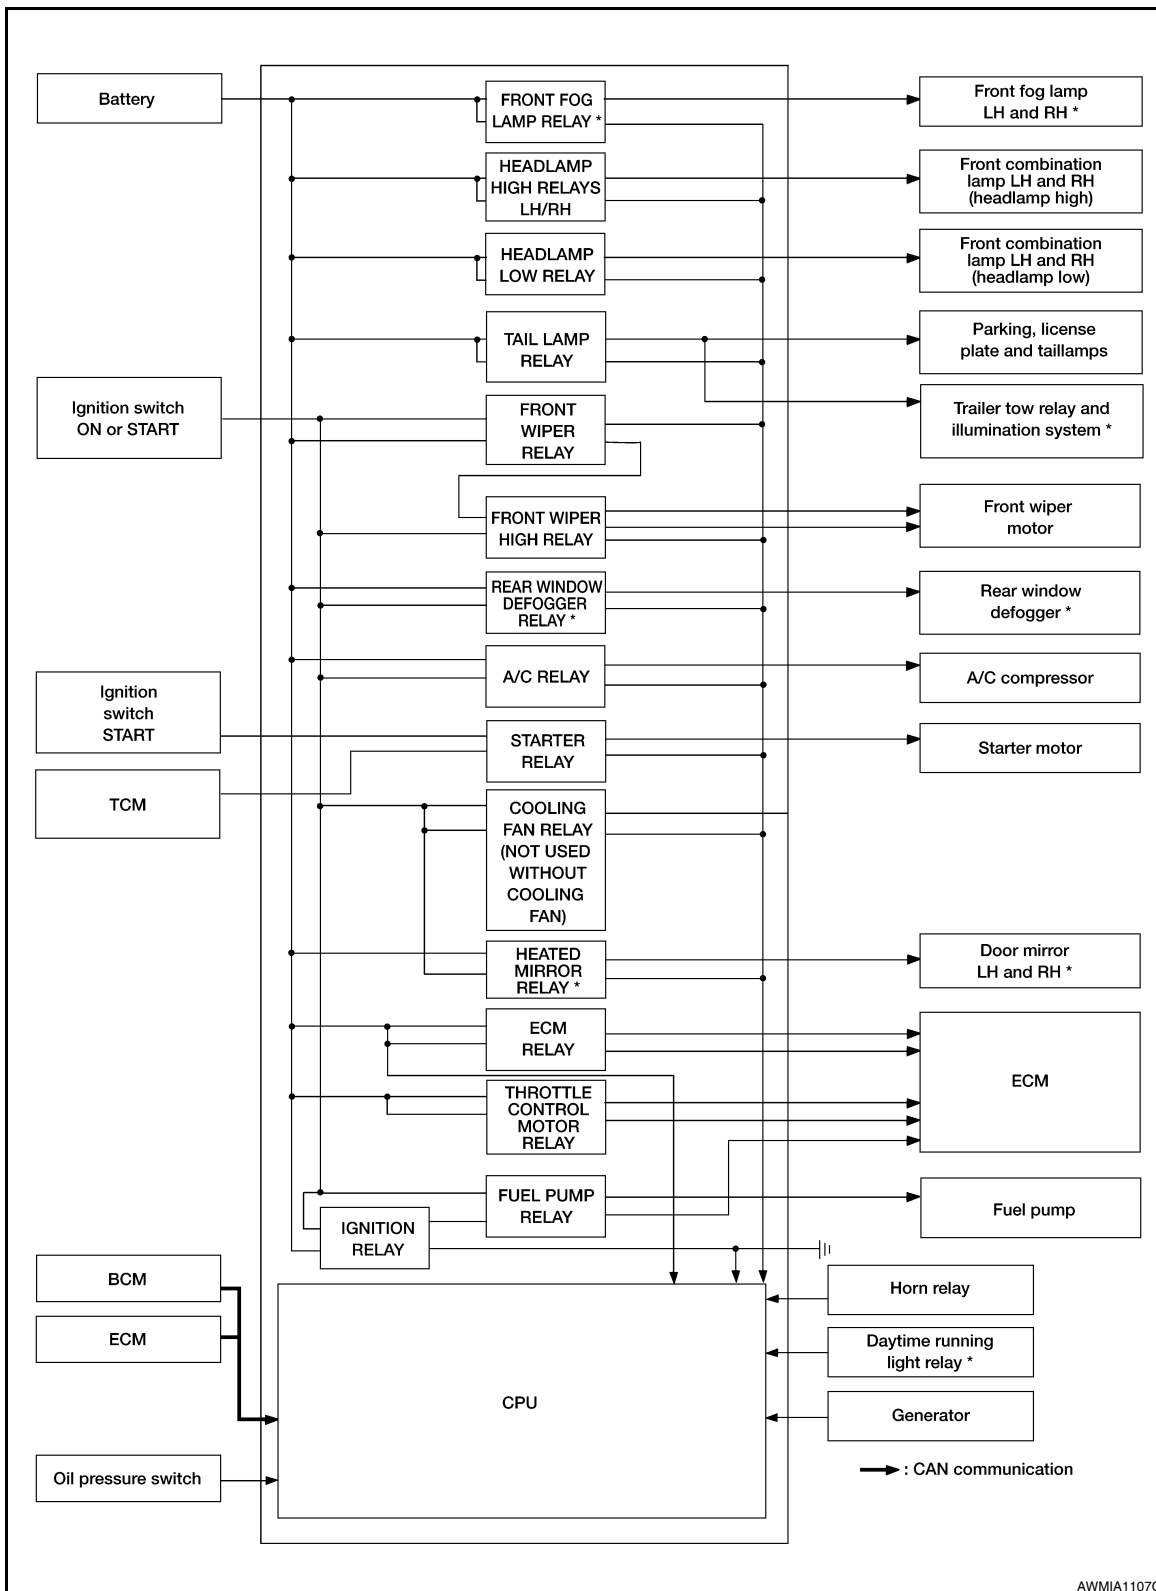 Battery
FRONT FOG
LAMP RELAY *
Front fog lamp
LH and RH *
HEADLAMP
HIGH RELAYS
LH/RH
Front combination
lamp LH and RH
(headlamp high)
HEADLAMP
LOW RELAY
Front combination
lamp LH and RH
(headlamp low)
TAIL LAMP
RELAY
Parking, license
plate and taillamps
Ignition switch
ON or START
FRONT
WIPER
RELAY
Trailer tow relay and
illumination system *
FRONT WIPER
HIGH RELAY
Front wiper
motor
REAR WINDOW
DEFOGGER
RELAY *
Rear window
defogger *
A/C RELAY
A/C compressor
Ignition
switch
START
STARTER
RELAY
Starter motor
TCM
COOLING
FAN RELAY
(NOT USED
WITHOUT
COOLING
FAN)
HEATED
MIRROR
RELAY *
Door mirror
LH and RH *
ECM
RELAY
ECM
THROTTLE
CONTROL
MOTOR
RELAY
FUEL PUMP
RELAY
Fuel pump
IGNITION
RELAY
BCM
ECM
Horn relay
Daytime running
light relay *
CPU
Generator
Oil pressure switch
: CAN communication